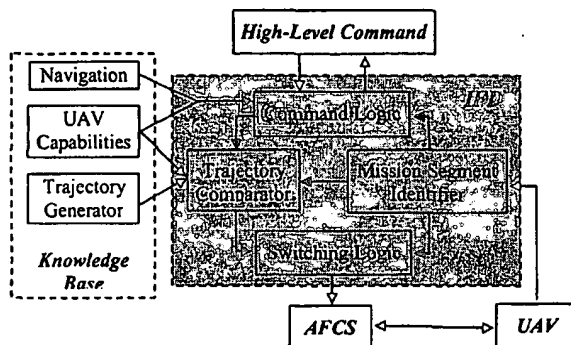 High-Level Command
Navigation
UAV
Capabilities
Trajectory
Generator
Knowledge
Base
Command Logic
Trajectory
Comparator
Mission Segment
Identifier
Switching Logic
AFCS
UAV